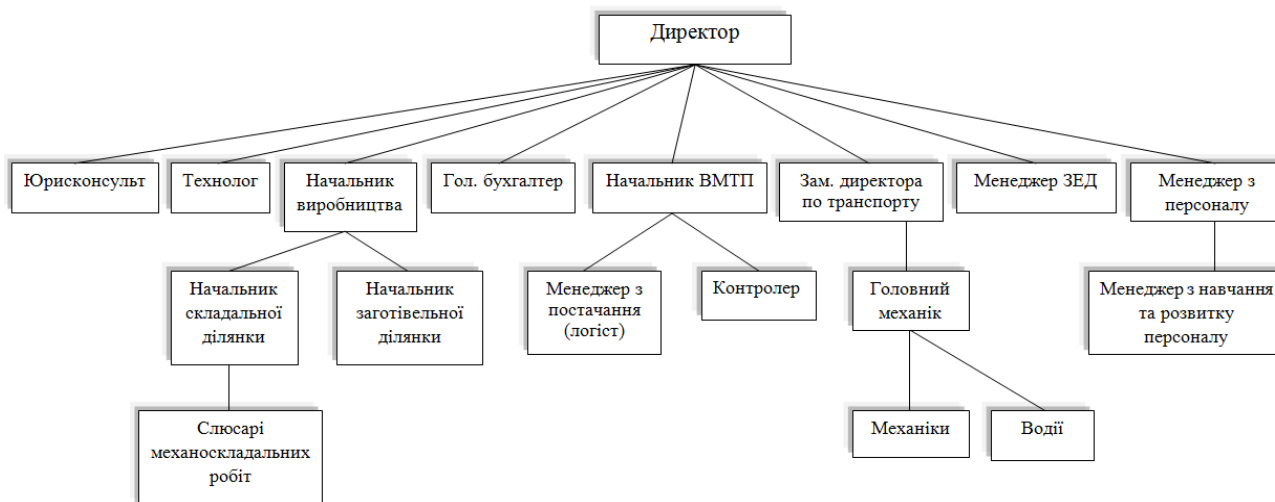 Директор
Юрисконсульт
Технолог
Начальник
виробництва
Гол. бухгалтер
Начальник ВМТП
Зам. директора
по транспорту
Менеджер ЗЕД
Менеджер з
персоналу
Начальник
складальної
ділянки
Начальник
заготівельної
ділянки
Менеджер з
постачання
(логіст)
Контролер
Головний
механік
Менеджер з навчання
та розвитку
персоналу
Слюсарі
механоскладальних
робіт
Механіки
Водії